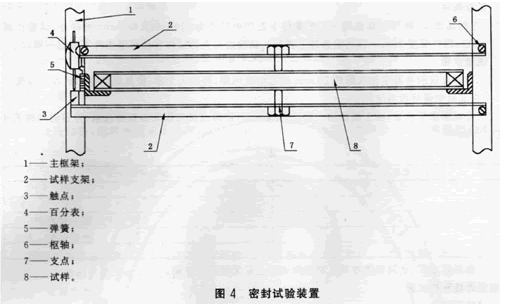 1
2
4
6
5
3
2
7
8
1——主框架；
2——试样支架；
3——触点；
4——百分表；
5——弹簧；
6——枢轴；
7——支点；
8——试样。
图4 密封试验装置